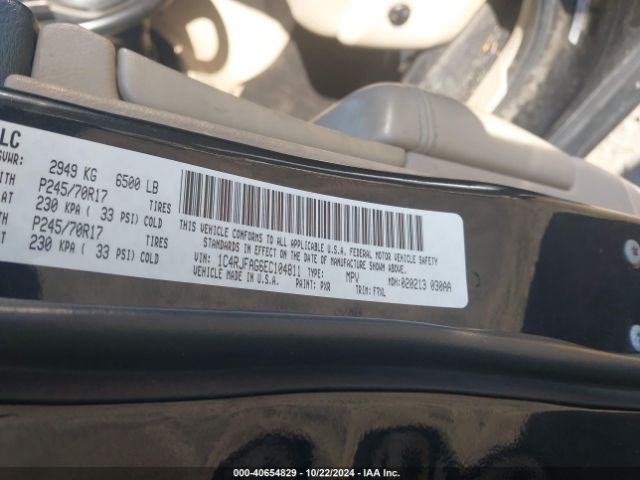 LC
GVWR: 2949 KG 6500 LB
ITH P245/70R17 TIRES
AT 230 KPA ( 33 PSI) COLD
ITH P245/70R17 TIRES
AT 230 KPA ( 33 PSI) COLD
THIS VEHICLE CONFORMS TO ALL APPLICABLE U.S.A. FEDERAL MOTOR VEHICLE SAFETY
STANDARDS IN EFFECT ON THE DATE OF MANUFACTURE SHOWN ABOVE
VIN: 1C4RJFAG6EC104811 TYPE: MPV MDH: 020213 030AA
VEHICLE MADE IN U.S.A. PAINT: PXR TRIM: F7XL
000-40654829 - 10/22/2024 - IAA Inc.